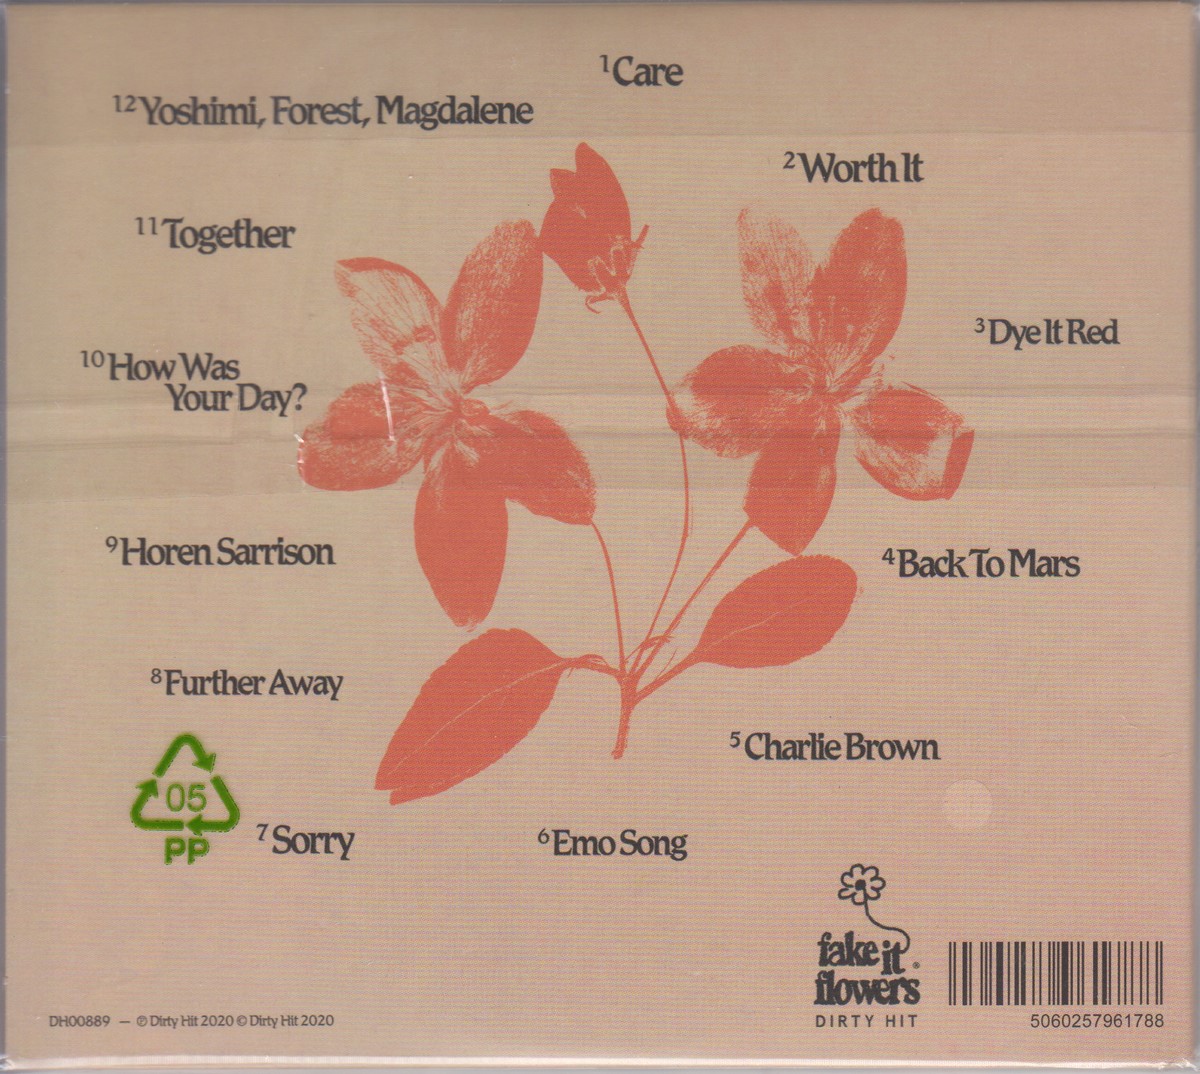 1 Care
2 Worth It
3 Dye It Red
4 Back To Mars
5 Charlie Brown
6 Emo Song
7 Sorry
8 Further Away
9 Horen Sarrison
10 How Was
Your Day?
11 Together
12 Yoshimi, Forest, Magdalene
05
PP
fake it
flowers ®
DIRTY HIT
DH00889 — ℗ Dirty Hit 2020 © Dirty Hit 2020
5060257961788